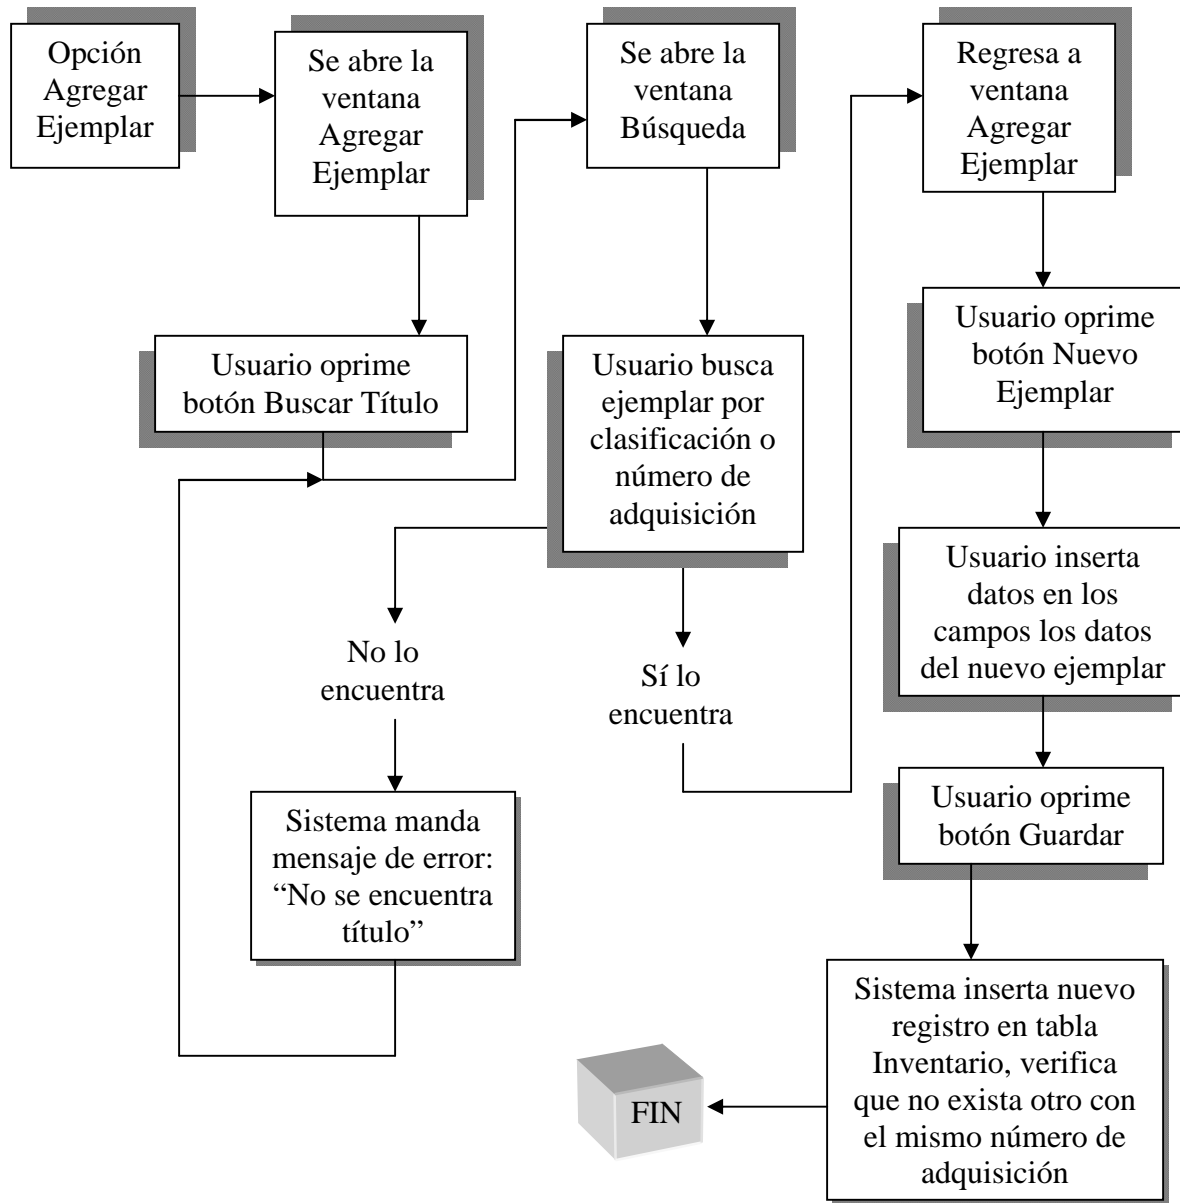 Opción
Agregar
Ejemplar
Se abre la
ventana
Agregar
Ejemplar
Usuario oprime
botón Buscar Título
Se abre la
ventana
Búsqueda
Usuario busca
ejemplar por
clasificación o
número de
adquisición
No lo
encuentra
Sistema manda
mensaje de error:
“No se encuentra
título”
Sí lo
encuentra
Regresa a
ventana
Agregar
Ejemplar
Usuario oprime
botón Nuevo
Ejemplar
Usuario inserta
datos en los
campos los datos
del nuevo ejemplar
Usuario oprime
botón Guardar
Sistema inserta nuevo
registro en tabla
Inventario, verifica
que no exista otro con
el mismo número de
adquisición
FIN